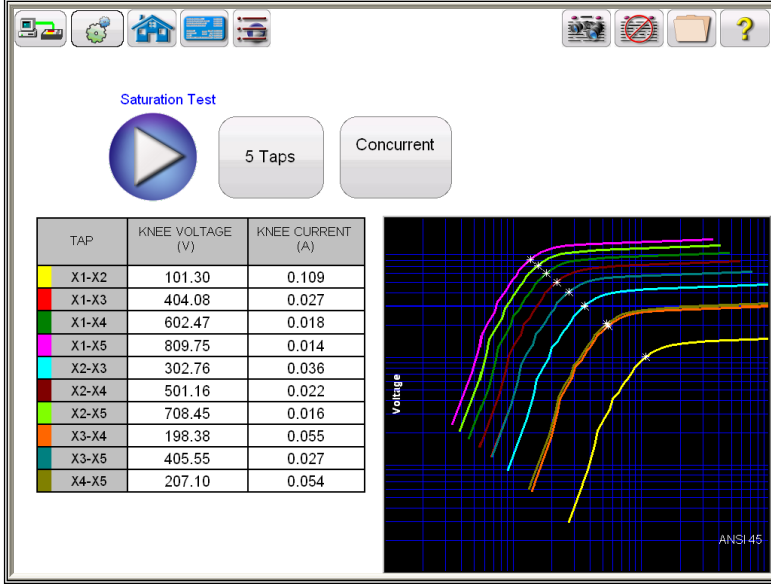 ?
Saturation Test
5 Taps
Concurrent
TAP KNEE VOLTAGE (V) KNEE CURRENT (A)
X1-X2 101.30 0.109
X1-X3 404.08 0.027
X1-X4 602.47 0.018
X1-X5 809.75 0.014
X2-X3 302.76 0.036
X2-X4 501.16 0.022
X2-X5 708.45 0.016
X3-X4 198.38 0.055
X3-X5 405.55 0.027
X4-X5 207.10 0.054
Voltage
ANSI 45